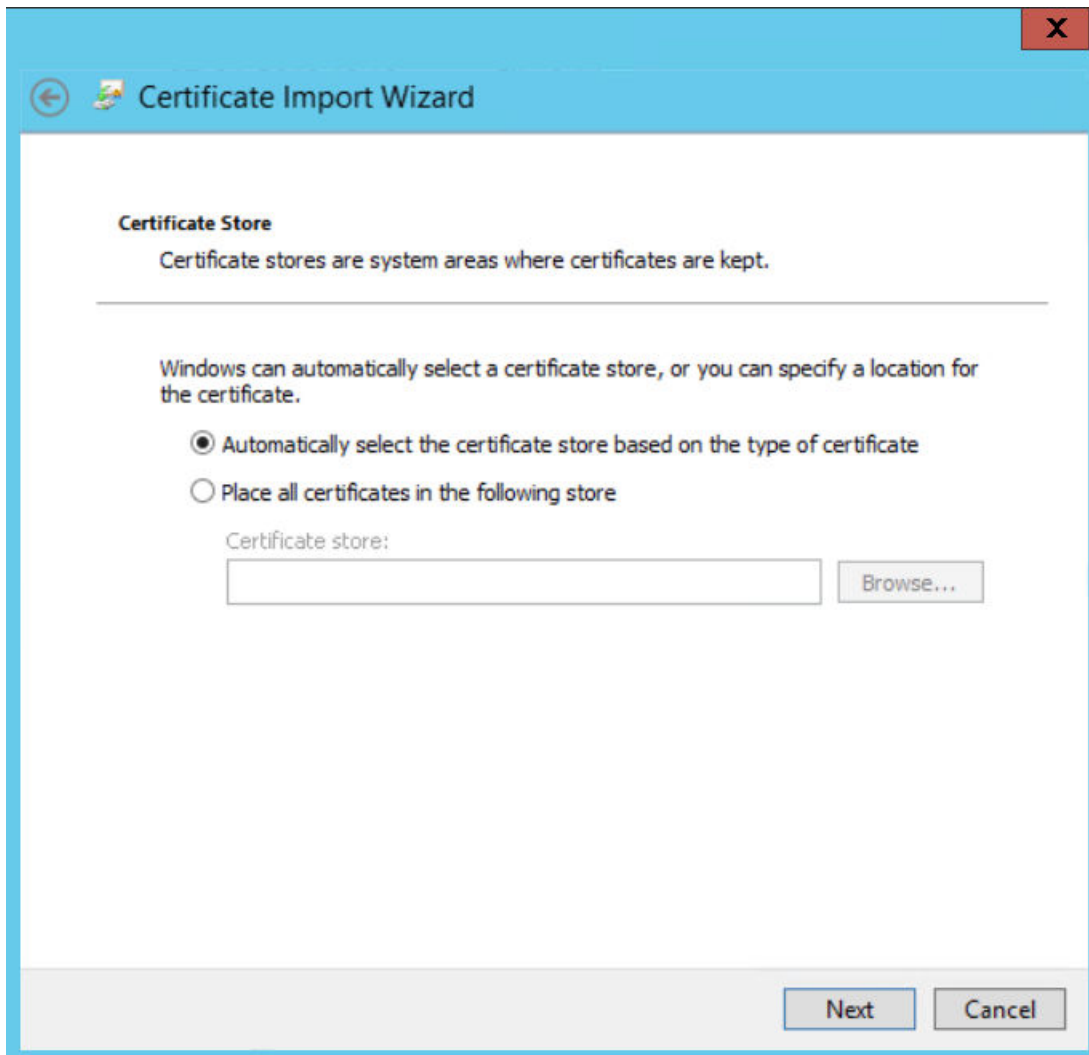 X
Certificate Import Wizard
Certificate Store
Certificate stores are system areas where certificates are kept.
Windows can automatically select a certificate store, or you can specify a location for
the certificate.
Automatically select the certificate store based on the type of certificate
Place all certificates in the following store
Certificate store:
Browse...
Next
Cancel